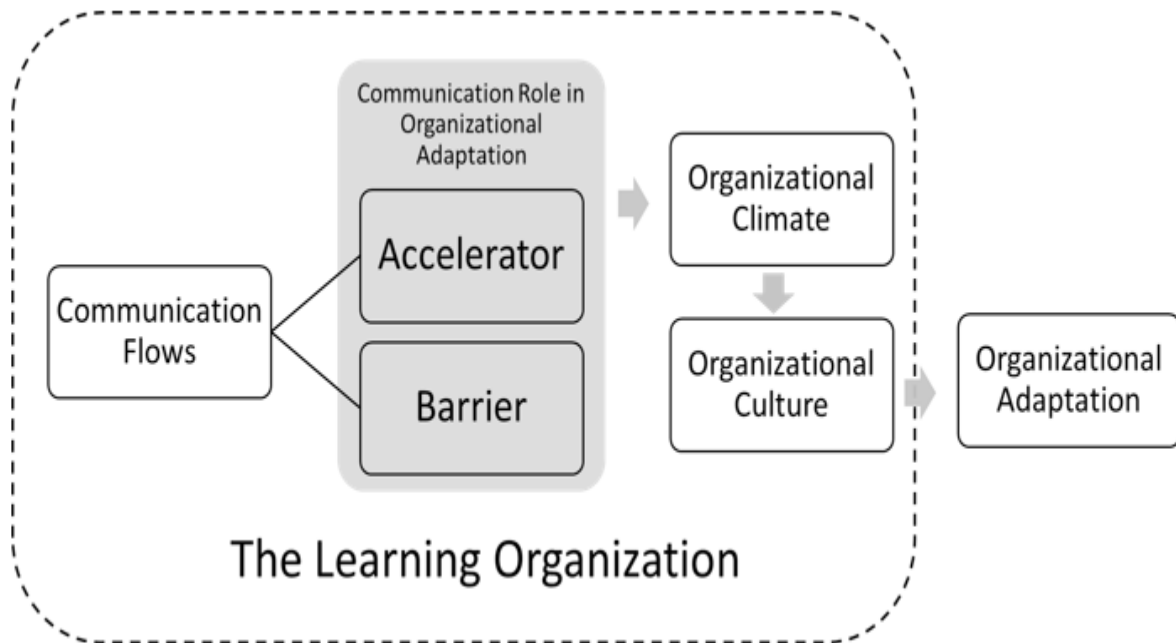 Communication Role in
Organizational
Adaptation
Accelerator
Barrier
Communication
Flows
Organizational
Climate
Organizational
Culture
Organizational
Adaptation
The Learning Organization